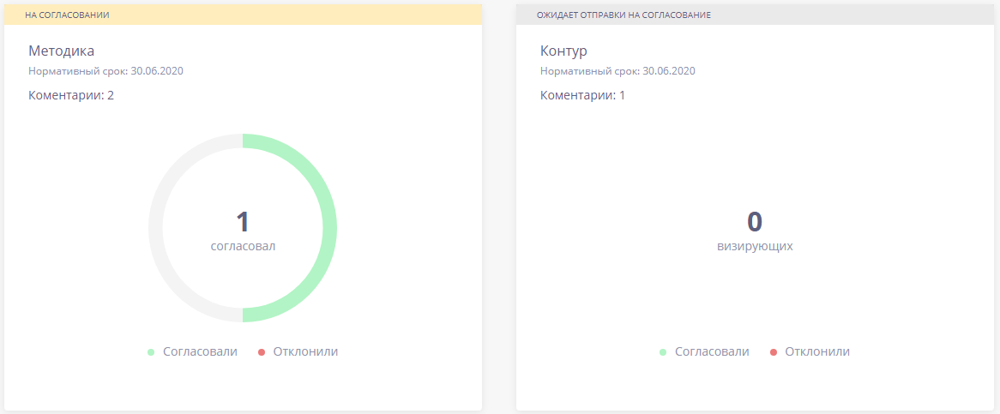 НА СОГЛАСОВАНИИ
Методика
Нормативный срок: 30.06.2020
Коментарии: 2
1
согласовал
Согласовали
Отклонили
ОЖИДАЕТ ОТПРАВКИ НА СОГЛАСОВАНИЕ
Контур
Нормативный срок: 30.06.2020
Коментарии: 1
0
визирующих
Согласовали
Отклонили